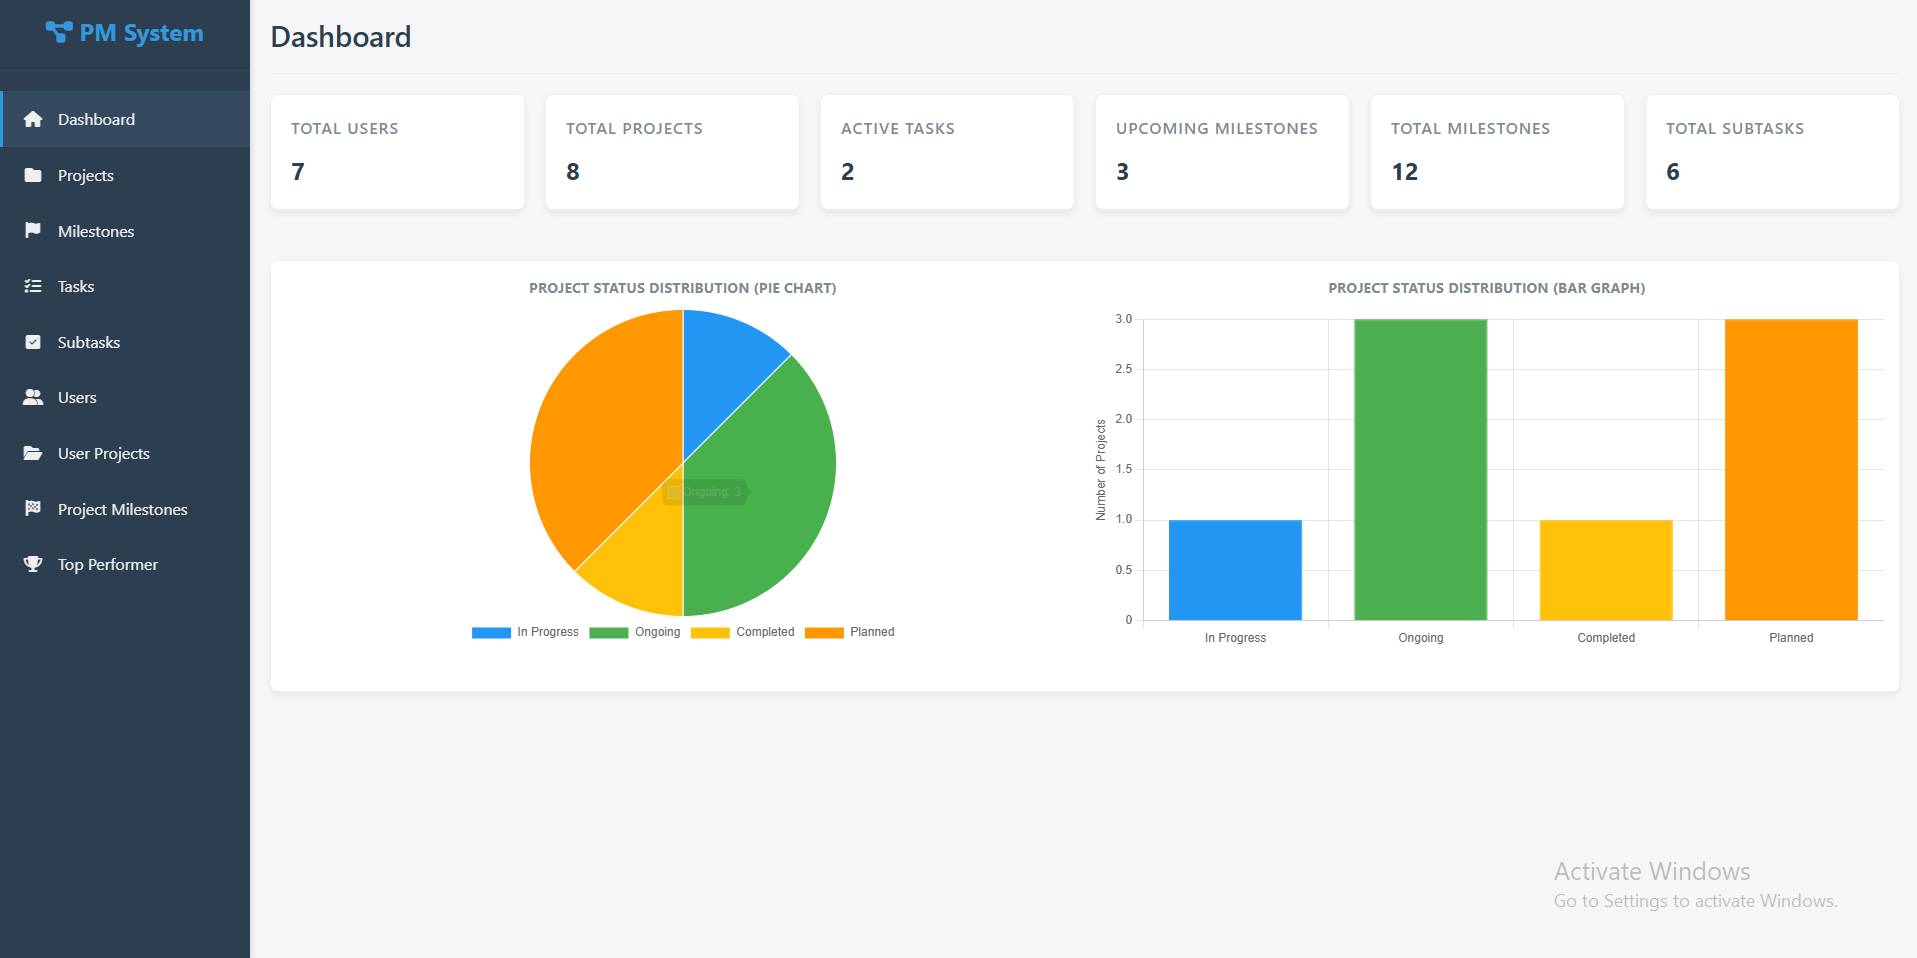 PM System
Dashboard
Projects
Milestones
Tasks
Subtasks
Users
User Projects
Project Milestones
Top Performer
Dashboard
TOTAL USERS
7
TOTAL PROJECTS
8
ACTIVE TASKS
2
UPCOMING MILESTONES
3
TOTAL MILESTONES
12
TOTAL SUBTASKS
6
PROJECT STATUS DISTRIBUTION (PIE CHART)
Ongoing: 3
In Progress
Ongoing
Completed
Planned
PROJECT STATUS DISTRIBUTION (BAR GRAPH)
Number of Projects
3.0
2.5
2.0
1.5
1.0
0.5
0
In Progress
Ongoing
Completed
Planned
Activate Windows
Go to Settings to activate Windows.